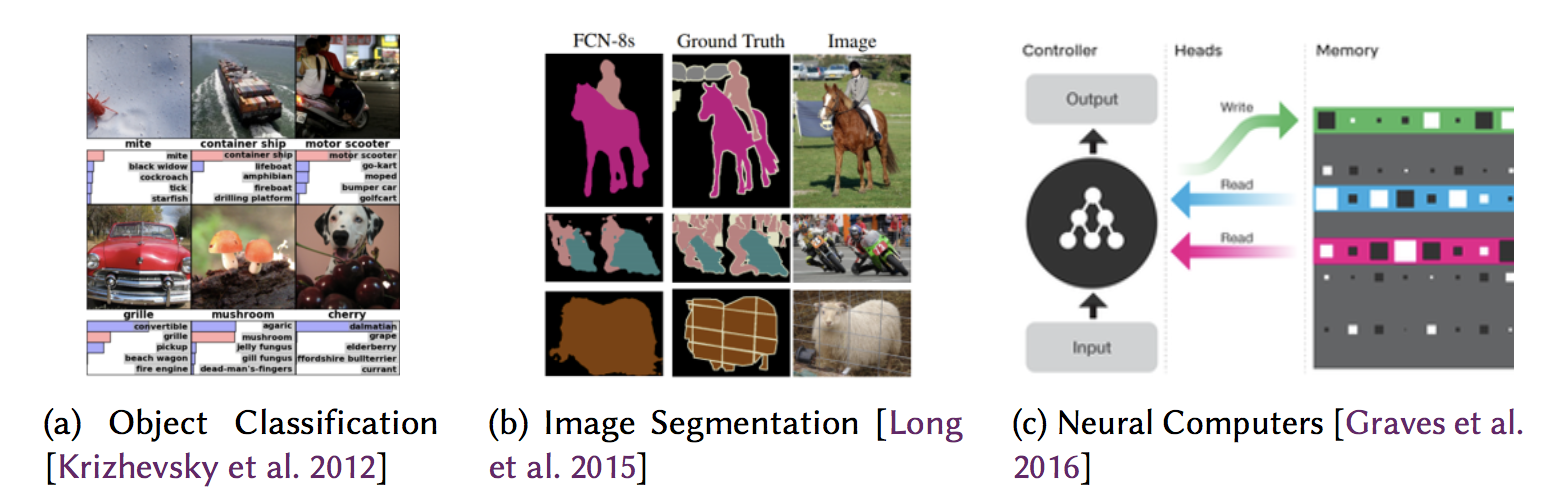 mite
container ship
motor scooter
mite
black widow
cockroach
tick
starfish
container ship
lifeboat
amphibian
fireboat
drilling platform
motor scooter
go-kart
moped
bumper car
golfcart
grille
mushroom
cherry
convertible
grille
pickup
beach wagon
fire engine
agaric
mushroom
jelly fungus
gill fungus
dead-man's-fingers
dalmatian
grape
elderberry
ffordshire bullterrier
currant
(a) Object Classification
[Krizhevsky et al. 2012]
FCN-8s
Ground Truth
Image
(b) Image Segmentation [Long
et al. 2015]
Controller
Heads
Memory
Output
Write
Read
Read
Input
(c) Neural Computers [Graves et al.
2016]